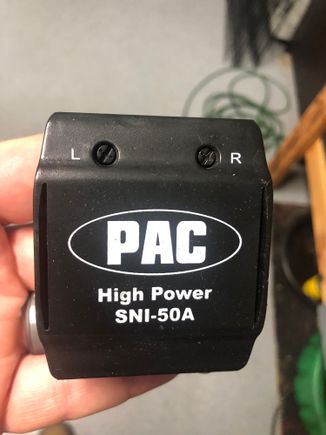 L R
PAC
High Power
SNI-50A